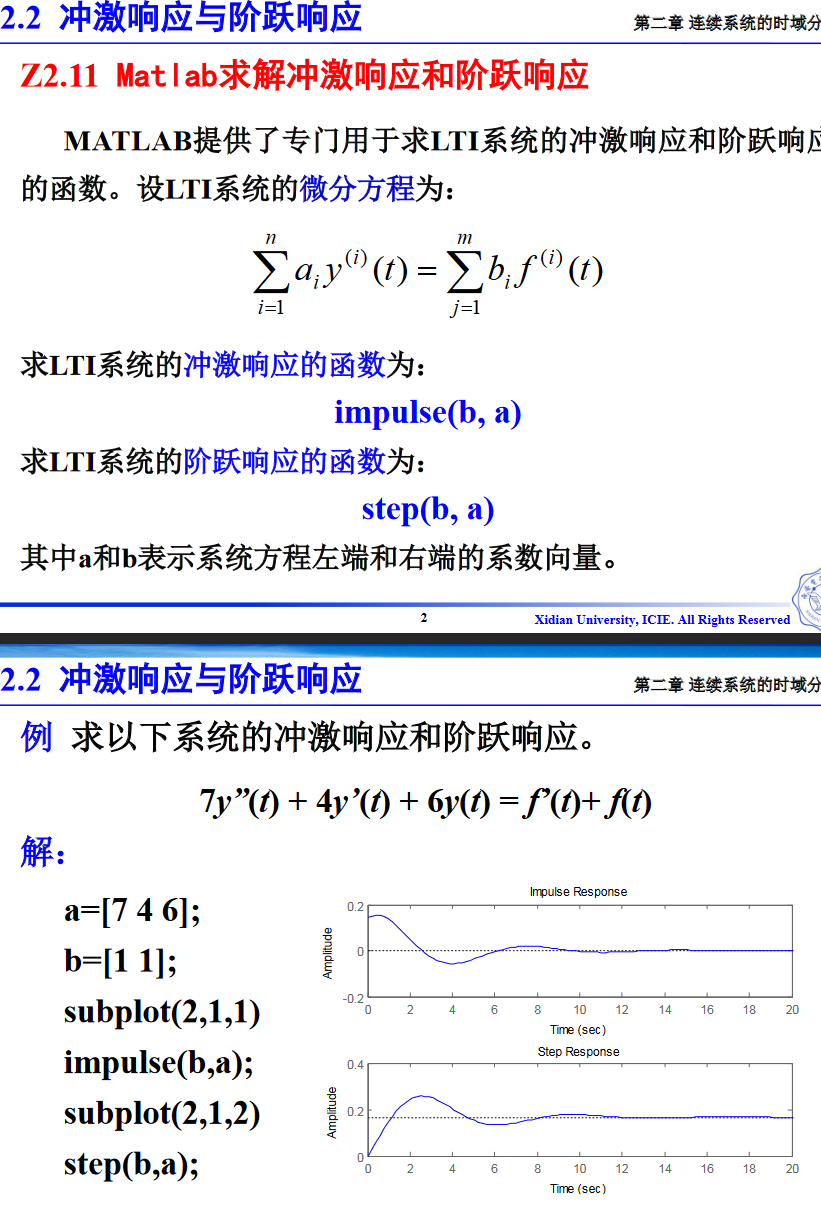 2.2 冲激响应与阶跃响应
第二章 连续系统的时域分
Z2.11 Matlab求解冲激响应和阶跃响应
MATLAB提供了专门用于求LTI系统的冲激响应和阶跃响应
的函数。设LTI系统的微分方程为：
\sum_{i=1}^{n} a_i y^{(i)}(t) = \sum_{j=1}^{m} b_i f^{(i)}(t)
求LTI系统的冲激响应的函数为：
impulse(b, a)
求LTI系统的阶跃响应的函数为：
step(b, a)
其中a和b表示系统方程左端和右端的系数向量。
2
Xidian University, ICIE. All Rights Reserved
2.2 冲激响应与阶跃响应
第二章 连续系统的时域分
例 求以下系统的冲激响应和阶跃响应。
7y”(t) + 4y’(t) + 6y(t) = f’(t)+ f(t)
解：
a=[7 4 6];
b=[1 1];
subplot(2,1,1)
impulse(b,a);
subplot(2,1,2)
step(b,a);
Impulse Response
Amplitude
0.2
0
-0.2
0 2 4 6 8 10 12 14 16 18 20
Time (sec)
Step Response
Amplitude
0.4
0.2
0
0 2 4 6 8 10 12 14 16 18 20
Time (sec)